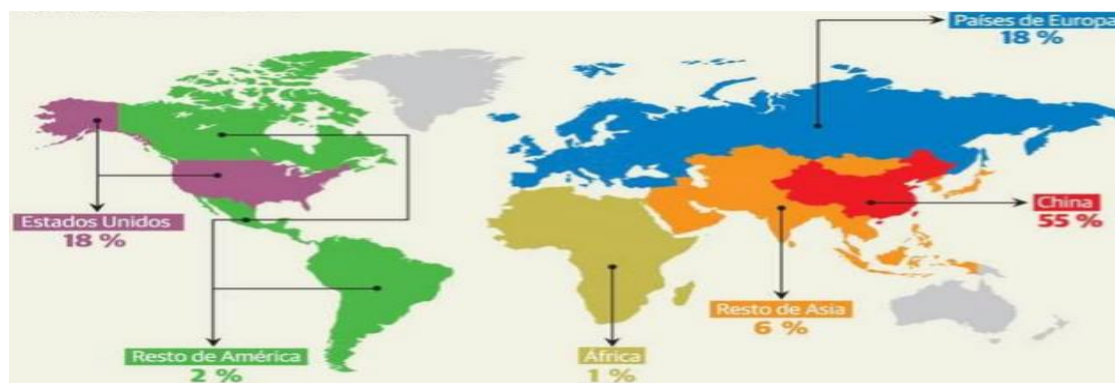 Países de Europa
18 %
Estados Unidos
18 %
China
55 %
Resto de Asia
6 %
Resto de América
2 %
África
1 %